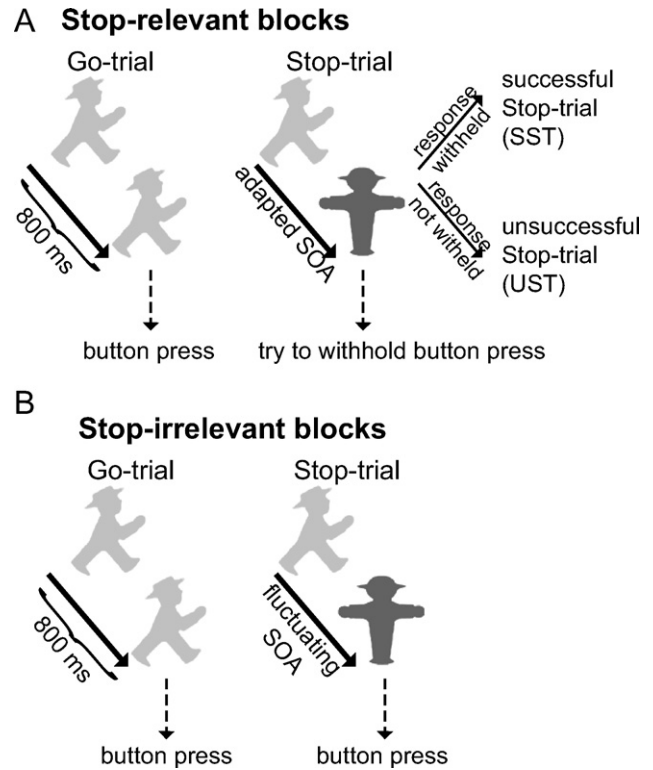 A Stop-relevant blocks
Go-trial
Stop-trial
800 ms
adapted SOA
response
withheld
response
not witheld
successful
Stop-trial
(SST)
unsuccessful
Stop-trial
(UST)
button press
try to withhold button press
B
Stop-irrelevant blocks
Go-trial
Stop-trial
800 ms
fluctuating
SOA
button press
button press